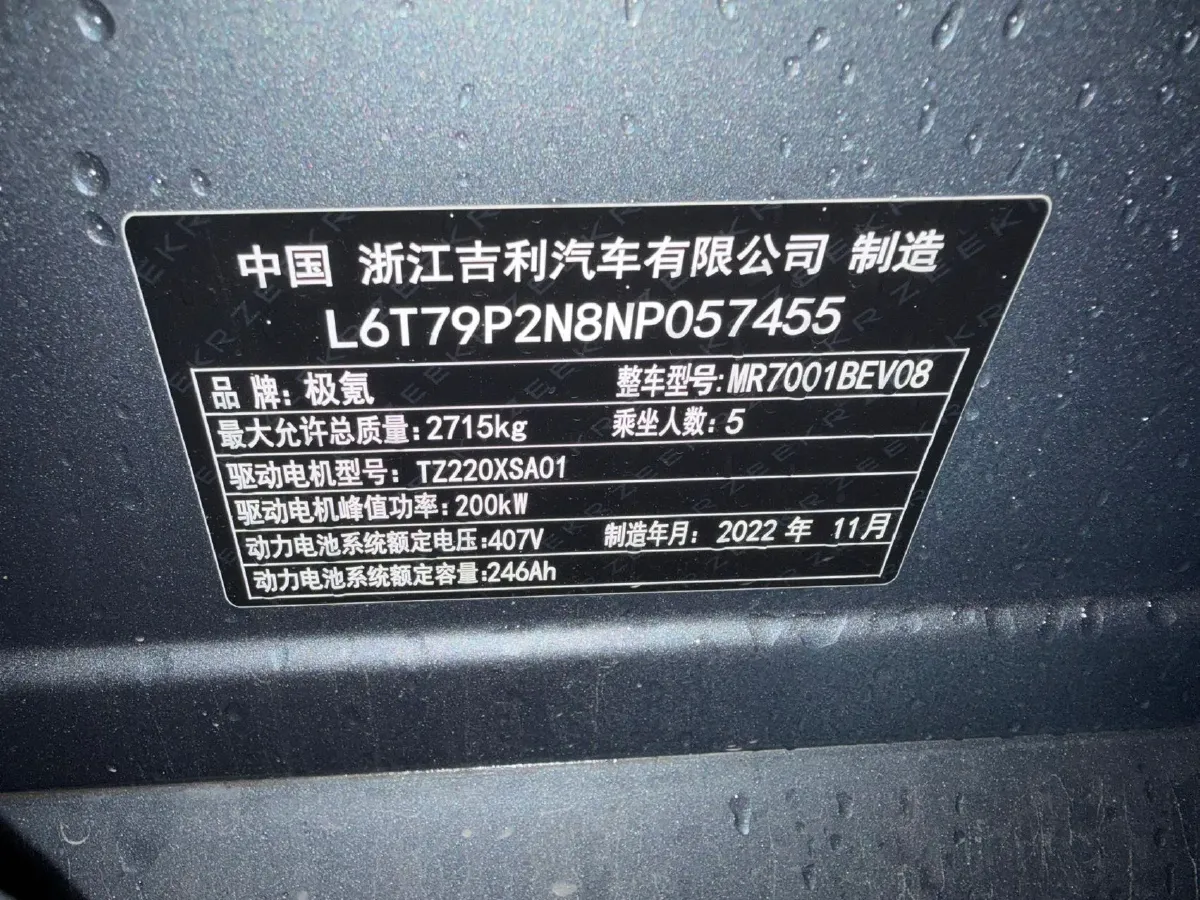 中国 浙江吉利汽车有限公司 制造
L6T79P2N8NP057455
品 牌: 极氪 整车型号: MR7001BEV08
最大允许总质量: 2715kg 乘坐人数: 5
驱动电机型号: TZ220XSA01
驱动电机峰值功率: 200kW
动力电池系统额定电压: 407V 制造年月: 2022 年 11月
动力电池系统额定容量: 246Ah